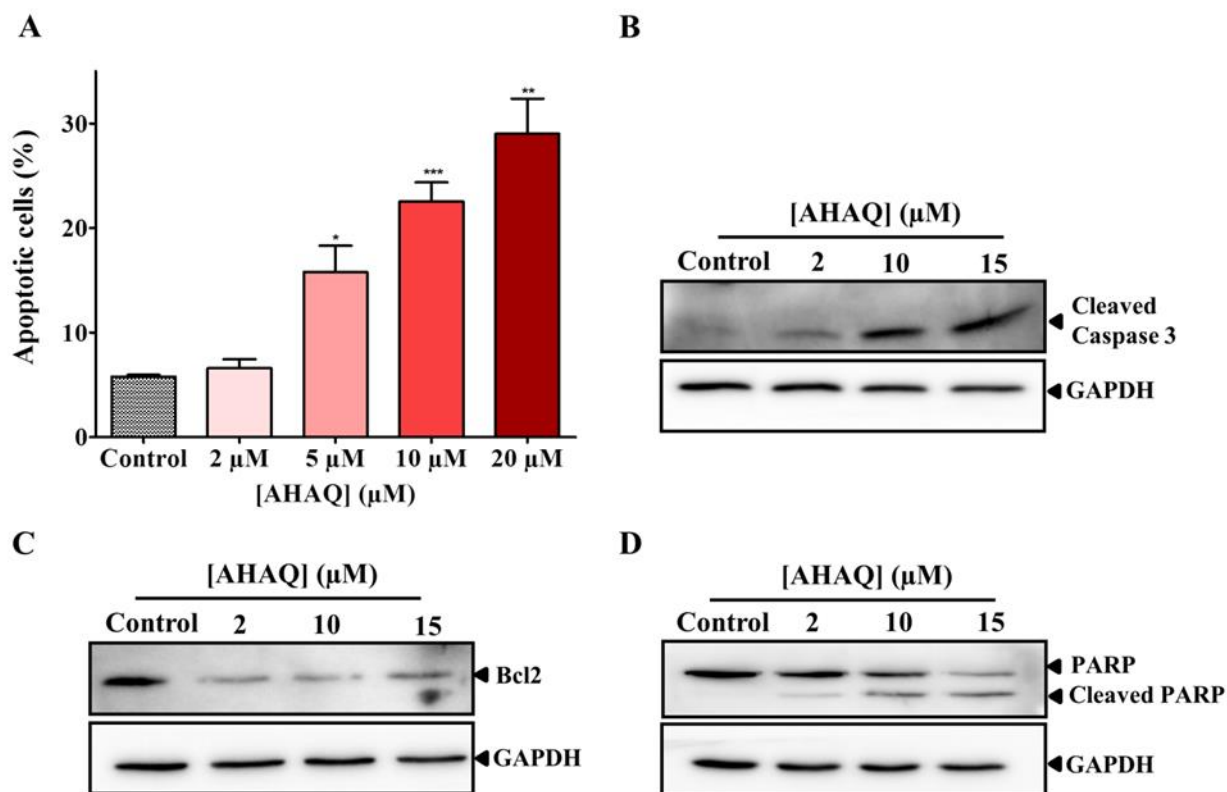 A
Apoptotic cells (%)
30
20
10
0
*
***
**
Control 2 µM 5 µM 10 µM 20 µM
[AHAQ] (µM)
B
[AHAQ] (µM)
Control 2 10 15
Cleaved
Caspase 3
GAPDH
C
[AHAQ] (µM)
Control 2 10 15
Bcl2
GAPDH
D
[AHAQ] (µM)
Control 2 10 15
PARP
Cleaved PARP
GAPDH